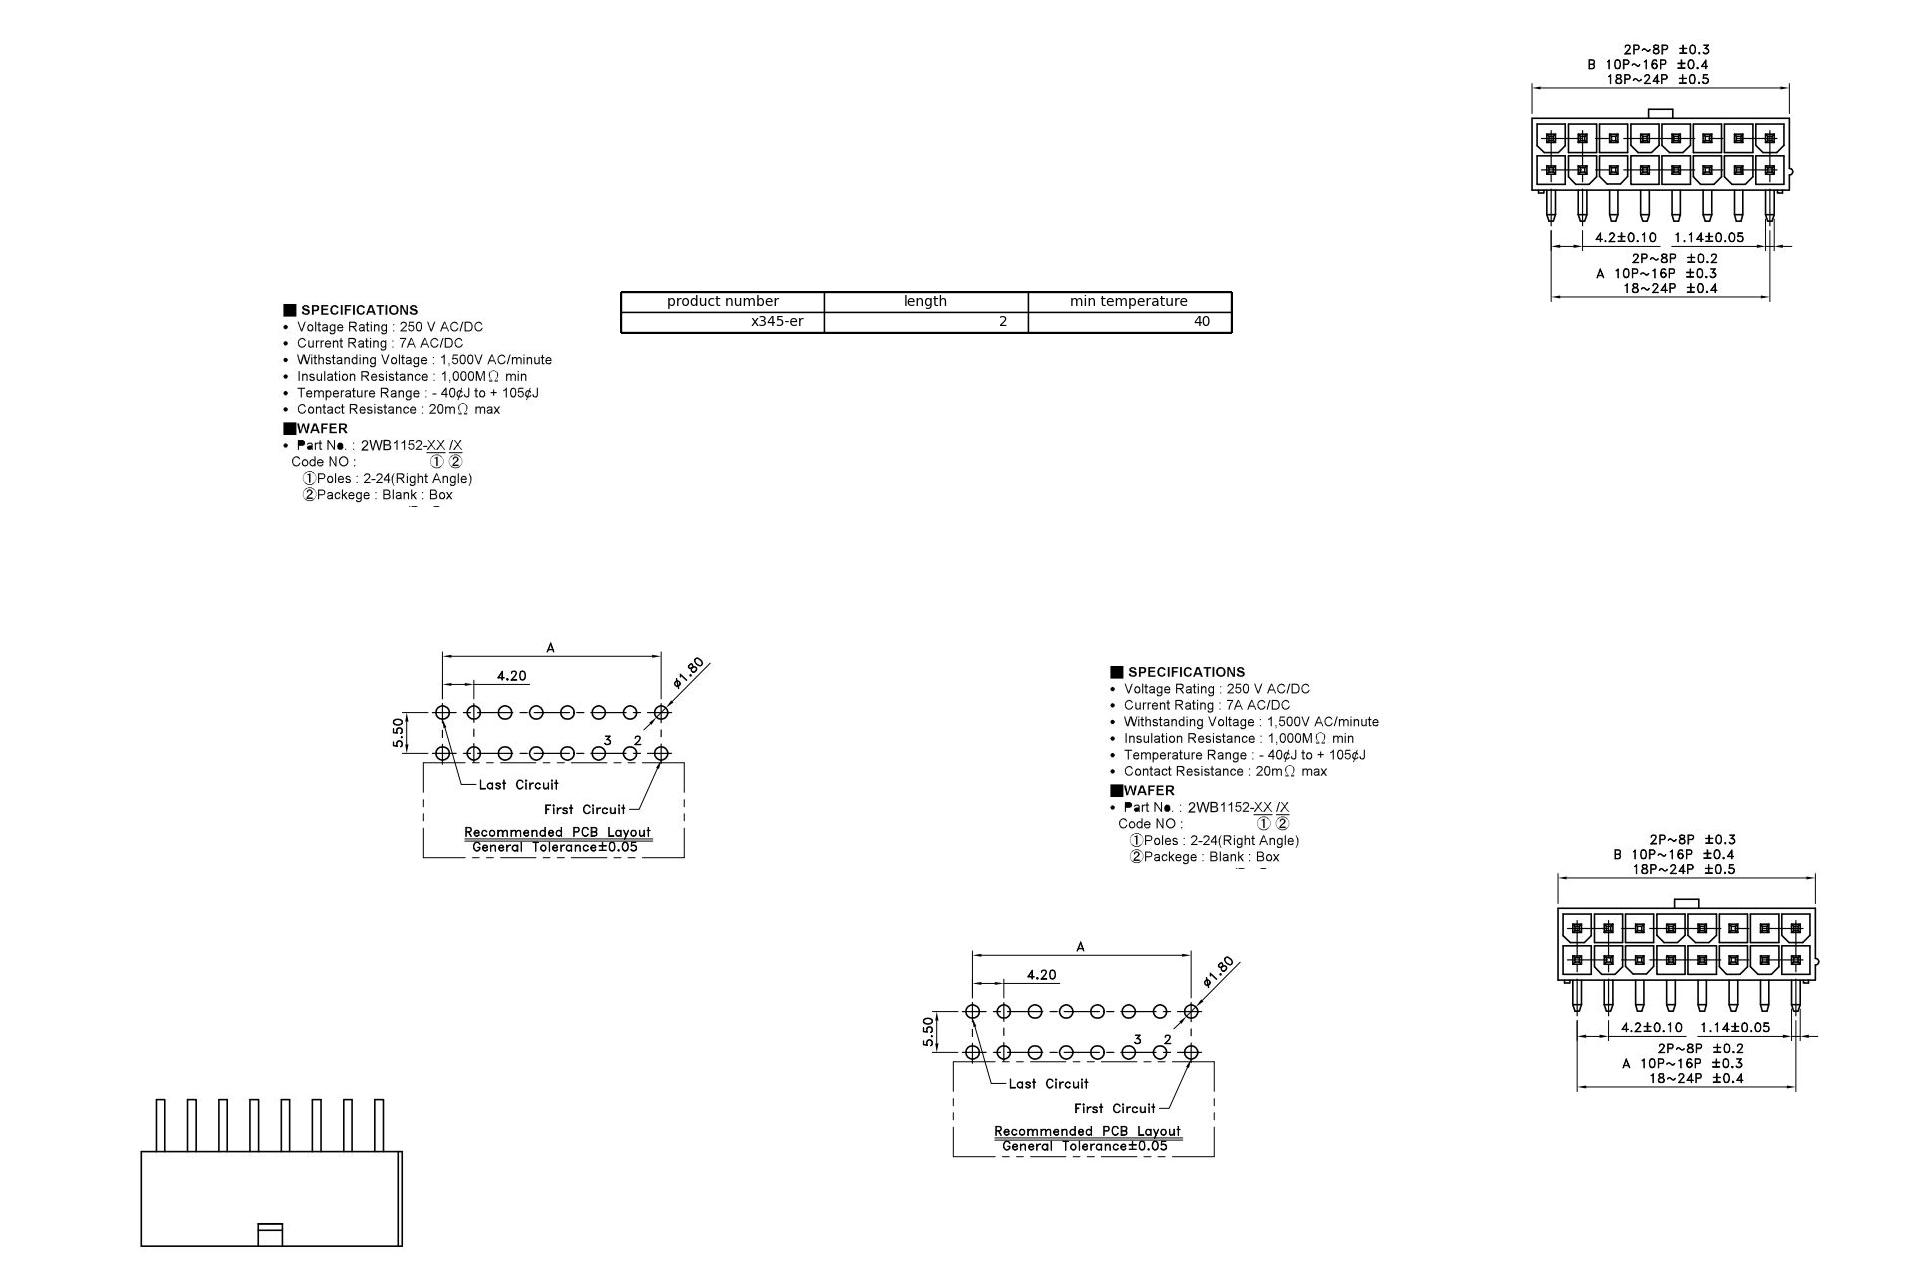 2P~8P ±0.3
B 10P~16P ±0.4
18P~24P ±0.5
4.2±0.10 1.14±0.05
2P~8P ±0.2
A 10P~16P ±0.3
18~24P ±0.4
product number length min temperature
x345-er 2 40
■ SPECIFICATIONS
• Voltage Rating : 250 V AC/DC
• Current Rating : 7A AC/DC
• Withstanding Voltage : 1,500V AC/minute
• Insulation Resistance : 1,000MΩ min
• Temperature Range : - 40¢J to + 105¢J
• Contact Resistance : 20mΩ max
■WAFER
• Part No. : 2WB1152-XX /X
Code NO : ① ②
①Poles : 2-24(Right Angle)
②Packege : Blank : Box
A
4.20
ø1.80
5.50
3 2
Last Circuit
First Circuit
Recommended PCB Layout
General Tolerance±0.05
■ SPECIFICATIONS
• Voltage Rating : 250 V AC/DC
• Current Rating : 7A AC/DC
• Withstanding Voltage : 1,500V AC/minute
• Insulation Resistance : 1,000MΩ min
• Temperature Range : - 40¢J to + 105¢J
• Contact Resistance : 20mΩ max
■WAFER
• Part No. : 2WB1152-XX /X
Code NO : ① ②
①Poles : 2-24(Right Angle)
②Packege : Blank : Box
2P~8P ±0.3
B 10P~16P ±0.4
18P~24P ±0.5
4.2±0.10 1.14±0.05
2P~8P ±0.2
A 10P~16P ±0.3
18~24P ±0.4
A
4.20
ø1.80
5.50
3 2
Last Circuit
First Circuit
Recommended PCB Layout
General Tolerance±0.05